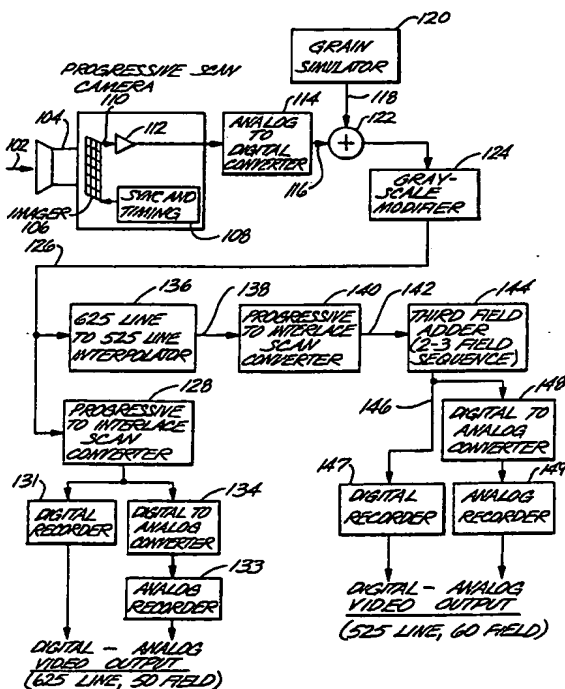 120
GRAIN
SIMULATOR
PROGRESSIVE SCAN
CAMERA
110
104
112
114
118
102
ANALOG
TO
DIGITAL
CONVERTER
116
122
124
IMAGER
106
SYNC AND
TIMING
108
GRAY-
SCALE
MODIFIER
126
136
138
140
142
144
625 LINE
TO 525 LINE
INTERPOLATOR
PROGRESSIVE
TO INTERLACE
SCAN
CONVERTER
THIRD FIELD
ADDER
(2-3 FIELD
SEQUENCE)
128
PROGRESSIVE
TO INTERLACE
SCAN
CONVERTER
146
148
DIGITAL TO
ANALOG
CONVERTER
131
134
147
149
DIGITAL
RECORDER
DIGITAL TO
ANALOG
CONVERTER
DIGITAL
RECORDER
ANALOG
RECORDER
133
ANALOG
RECORDER
DIGITAL - ANALOG
VIDEO OUTPUT
(525 LINE, 60 FIELD)
DIGITAL - ANALOG
VIDEO OUTPUT
(625 LINE, 50 FIELD)